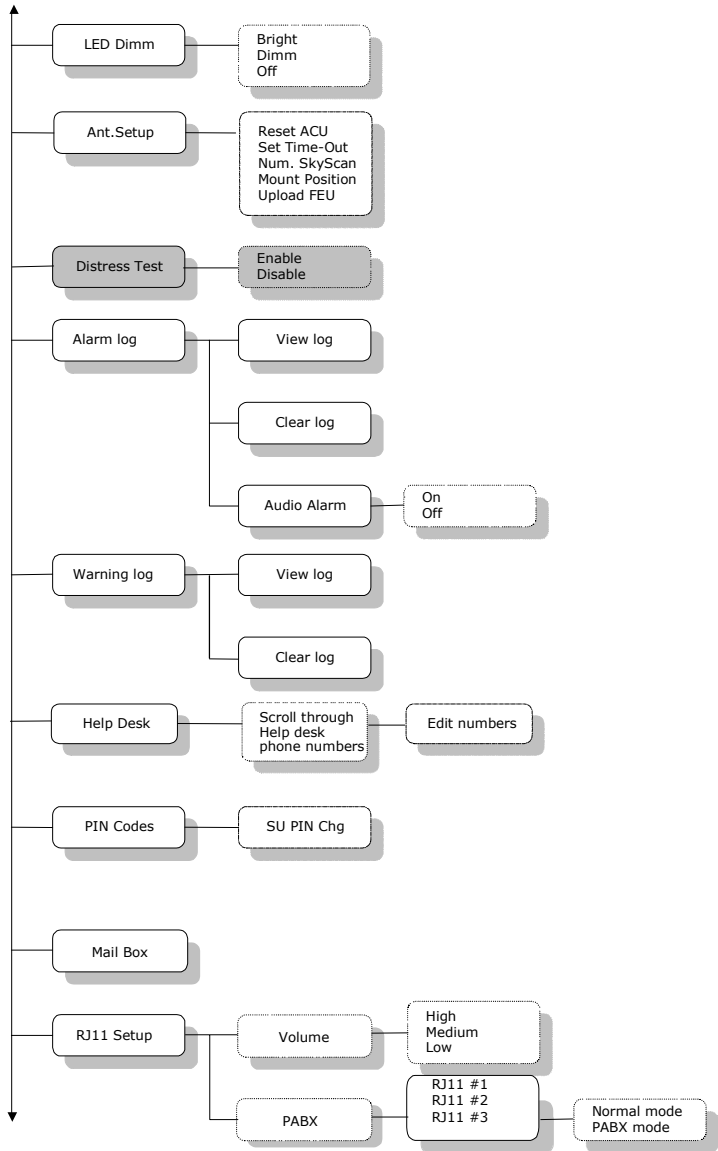 LED Dimm
Bright
Dimm
Off
Ant.Setup
Reset ACU
Set Time-Out
Num. SkyScan
Mount Position
Upload FEU
Distress Test
Enable
Disable
Alarm log
View log
Clear log
Audio Alarm
On
Off
Warning log
View log
Clear log
Help Desk
Scroll through
Help desk
phone numbers
Edit numbers
PIN Codes
SU PIN Chg
Mail Box
RJ11 Setup
Volume
High
Medium
Low
PABX
RJ11 #1
RJ11 #2
RJ11 #3
Normal mode
PABX mode